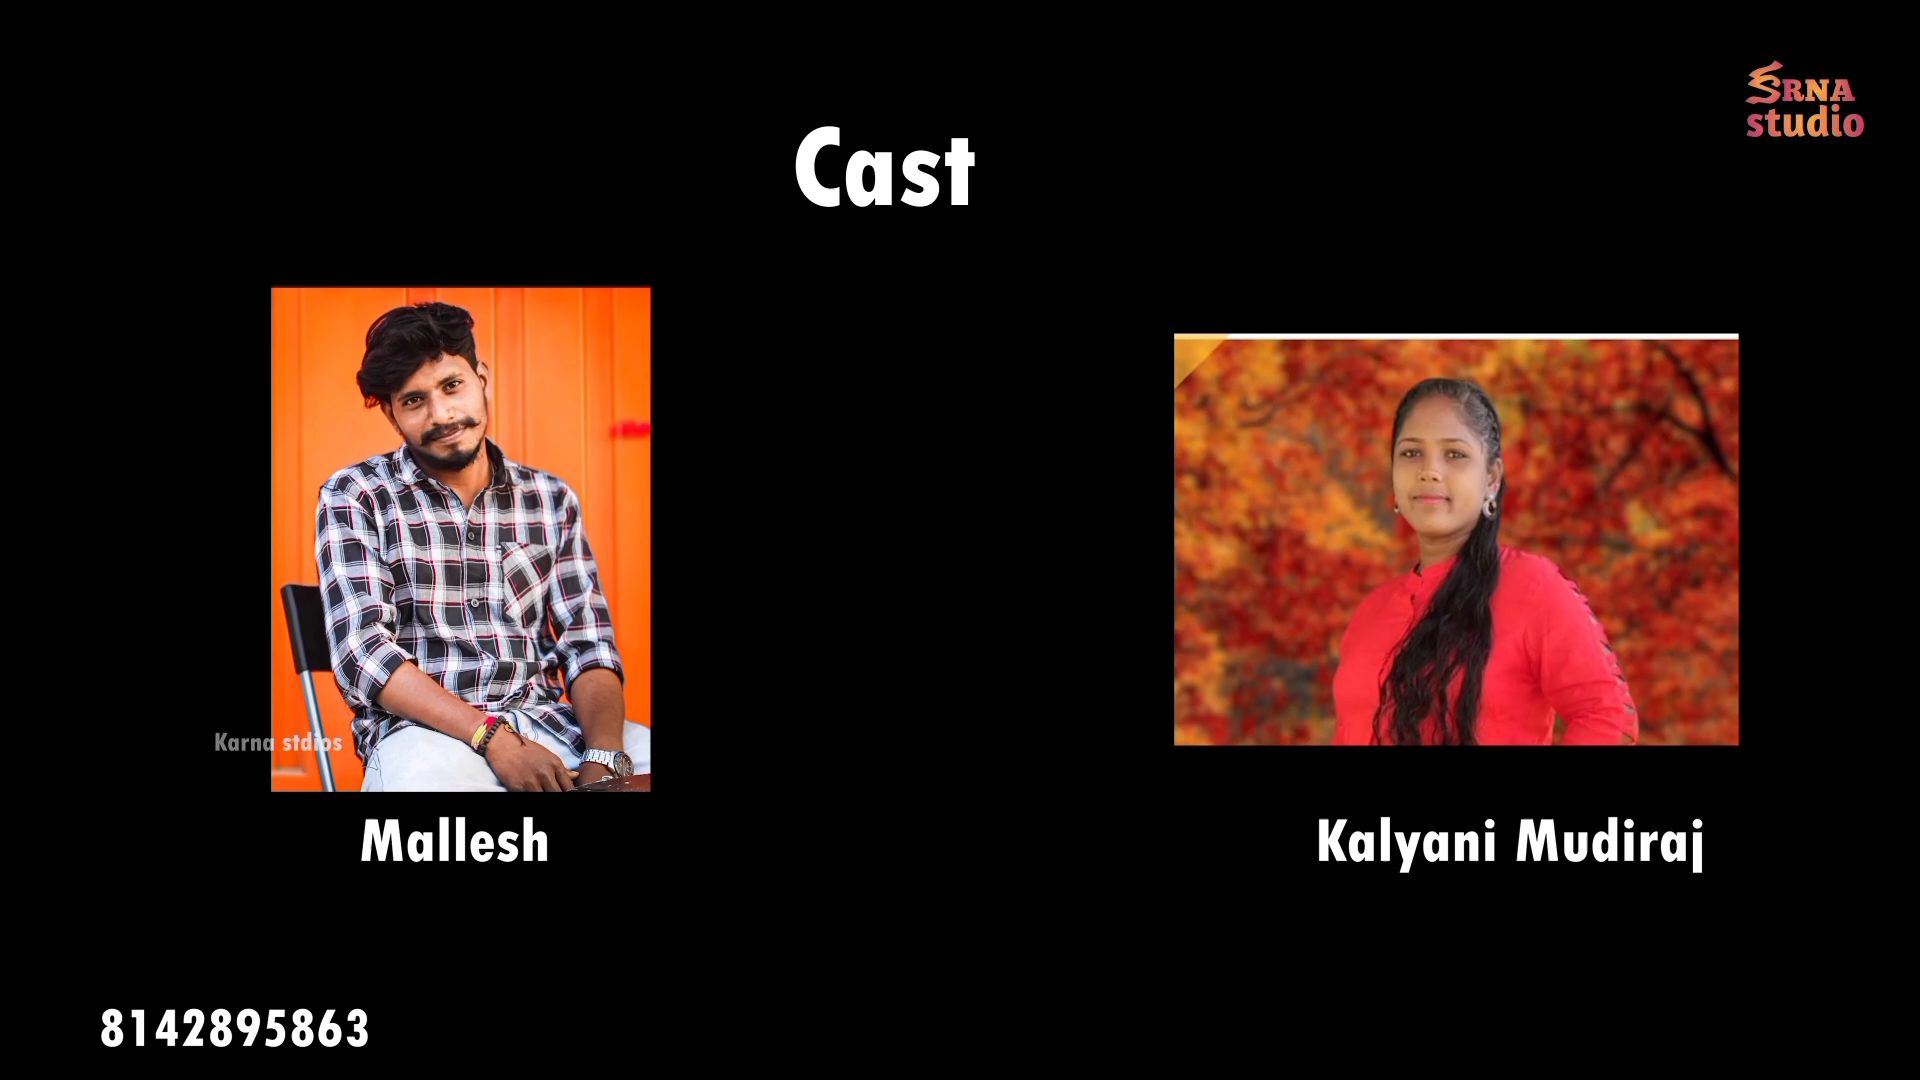 SRNA
studio
Cast
Karna stdios
Mallesh
Kalyani Mudiraj
8142895863